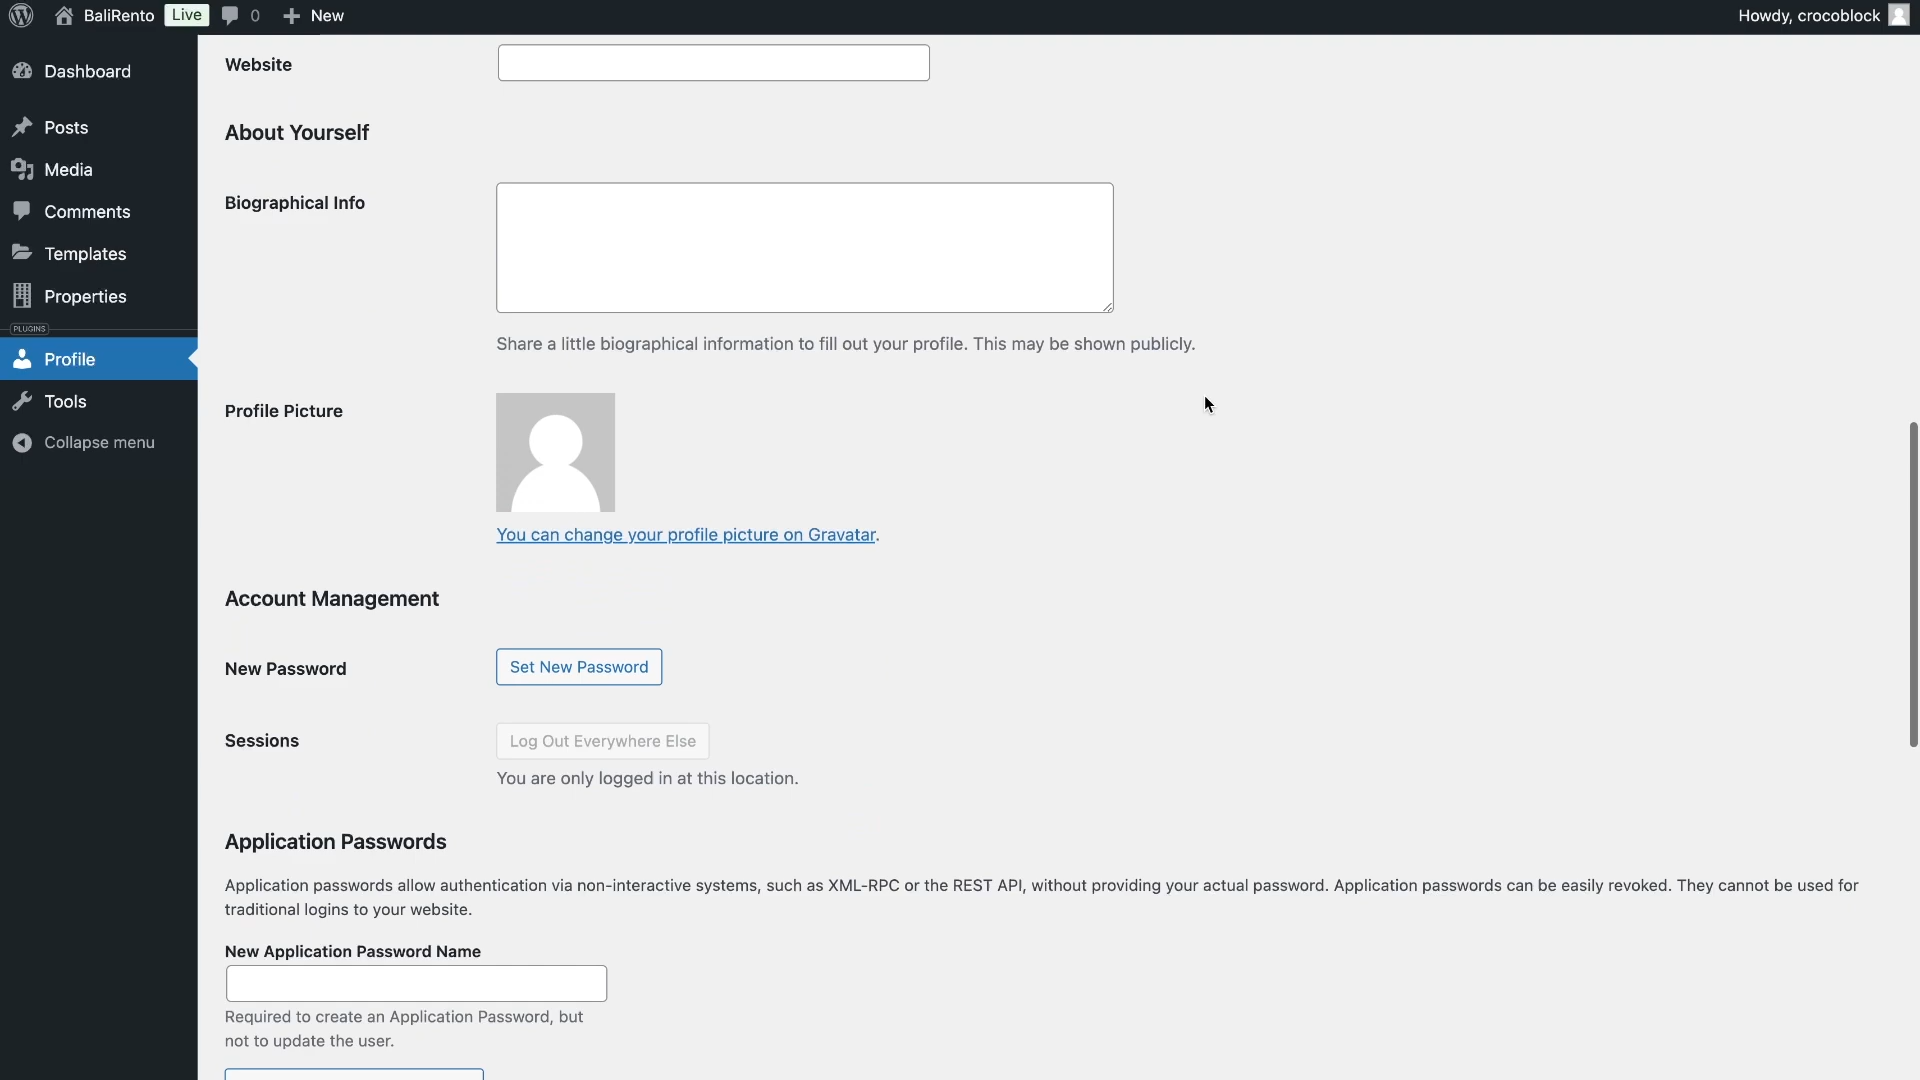 BaliRento Live 0 New Howdy, crocoblock
Dashboard
Posts
Media
Comments
Templates
Properties
PLUGINS
Profile
Tools
Collapse menu
Website
About Yourself
Biographical Info
Share a little biographical information to fill out your profile. This may be shown publicly.
Profile Picture
You can change your profile picture on Gravatar.
Account Management
New Password Set New Password
Sessions Log Out Everywhere Else
You are only logged in at this location.
Application Passwords
Application passwords allow authentication via non-interactive systems, such as XML-RPC or the REST API, without providing your actual password. Application passwords can be easily revoked. They cannot be used for
traditional logins to your website.
New Application Password Name
Required to create an Application Password, but
not to update the user.